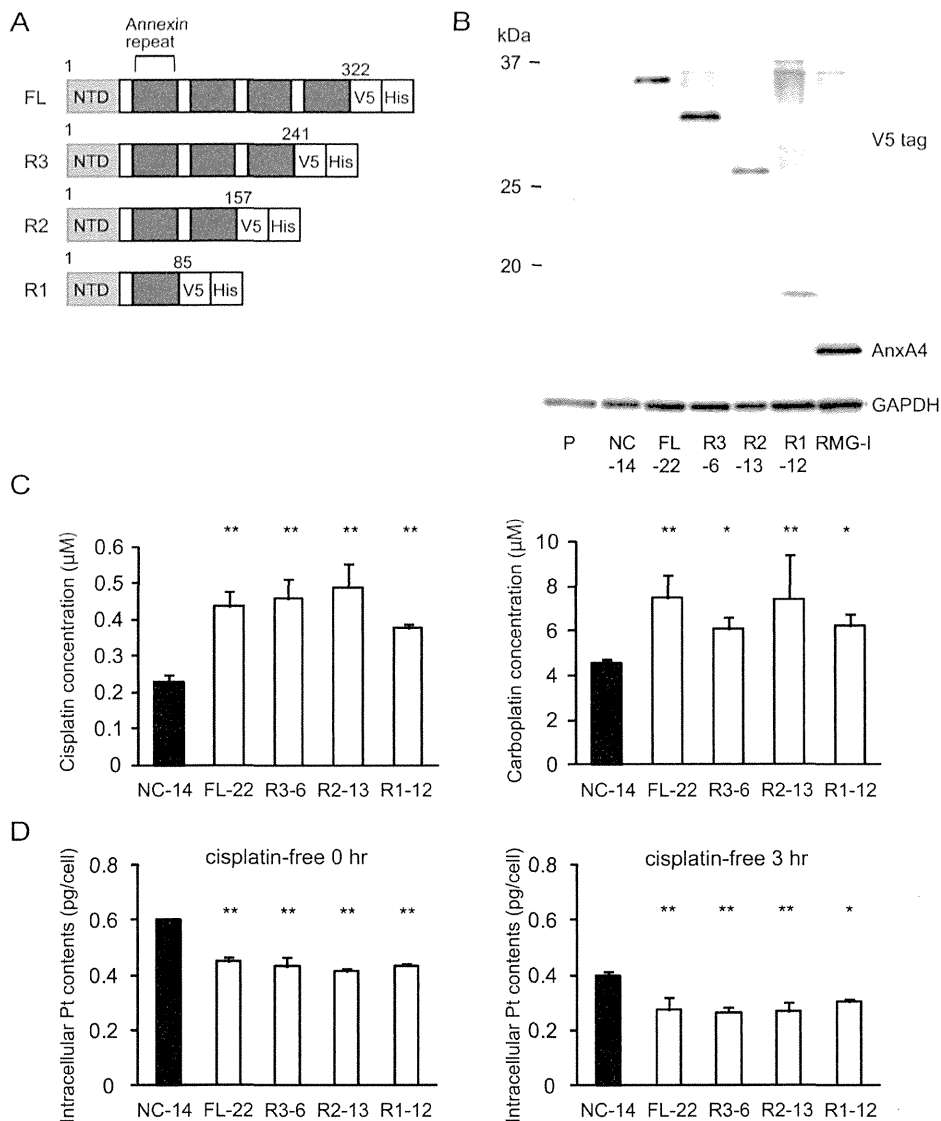 A
Annexin
repeat
1
322
FL
NTD
V5
His
1
241
R3
NTD
V5
His
1
157
R2
NTD
V5
His
1
85
R1
NTD
V5
His
B
kDa
37
25
20
V5 tag
AnxA4
GAPDH
P
NC
-14
FL
-22
R3
-6
R2
-13
R1
-12
RMG-I
C
Cisplatin concentration (μM)
0.6
0.5
0.4
0.3
0.2
0
** ** ** **
NC-14 FL-22 R3-6 R2-13 R1-12
Carboplatin concentration (μM)
10
8
6
4
2
0
** * ** *
NC-14 FL-22 R3-6 R2-13 R1-12
D
cisplatin-free 0 hr
Intracellular Pt contents (pg/cell)
0.8
0.6
0.4
0.2
0
** ** ** **
NC-14 FL-22 R3-6 R2-13 R1-12
cisplatin-free 3 hr
Intracellular Pt contents (pg/cell)
0.8
0.6
0.4
0.2
0
** ** ** *
NC-14 FL-22 R3-6 R2-13 R1-12